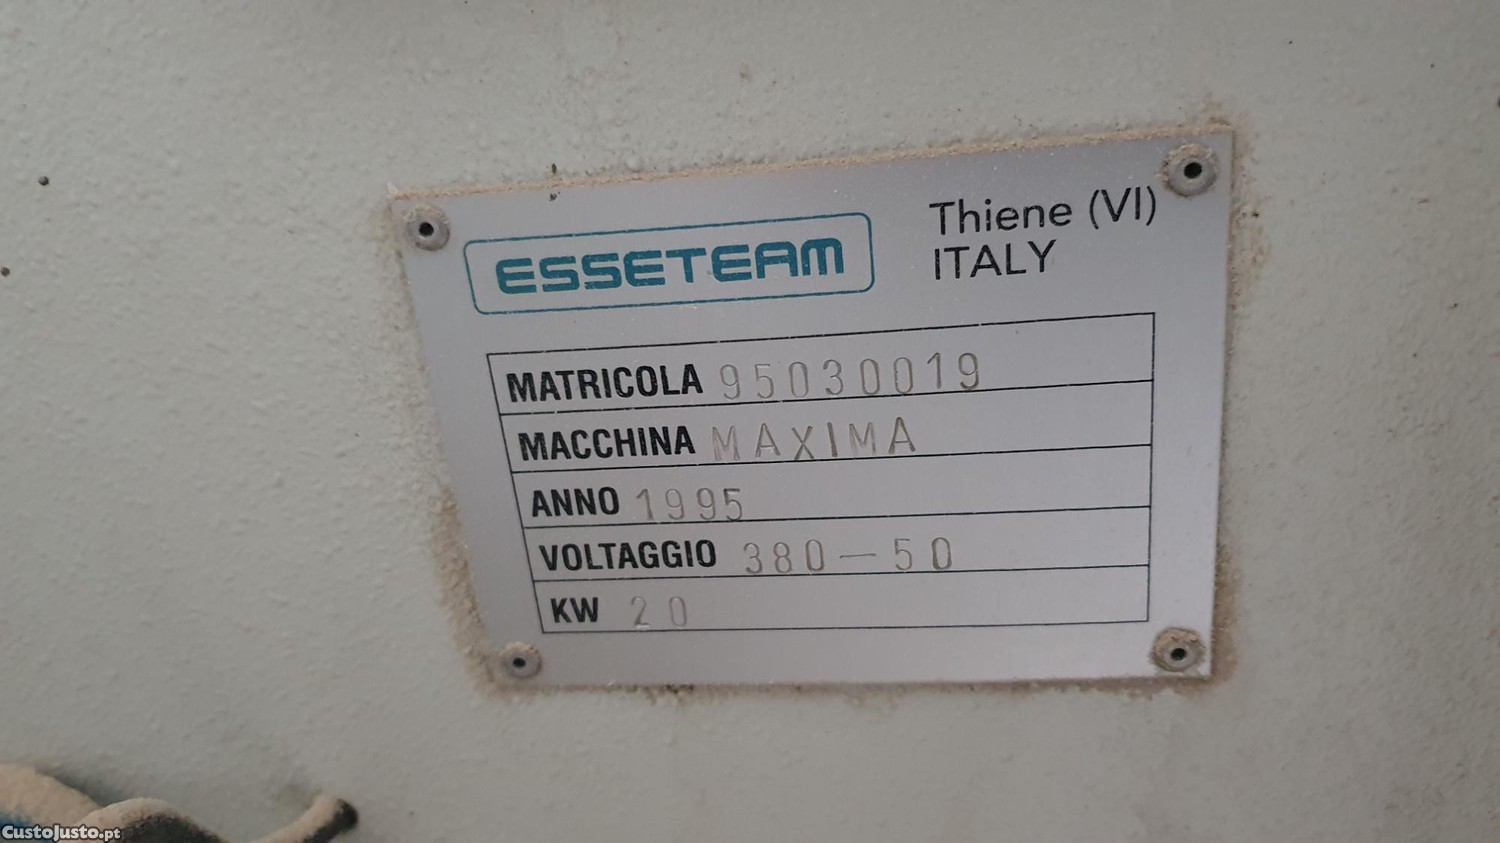 ESSETEAM
Thiene (VI)
ITALY
MATRICOLA 95030019
MACCHINA MAXIMA
ANNO 1995
VOLTAGGIO 380-50
KW 20
CustoJusto.pt